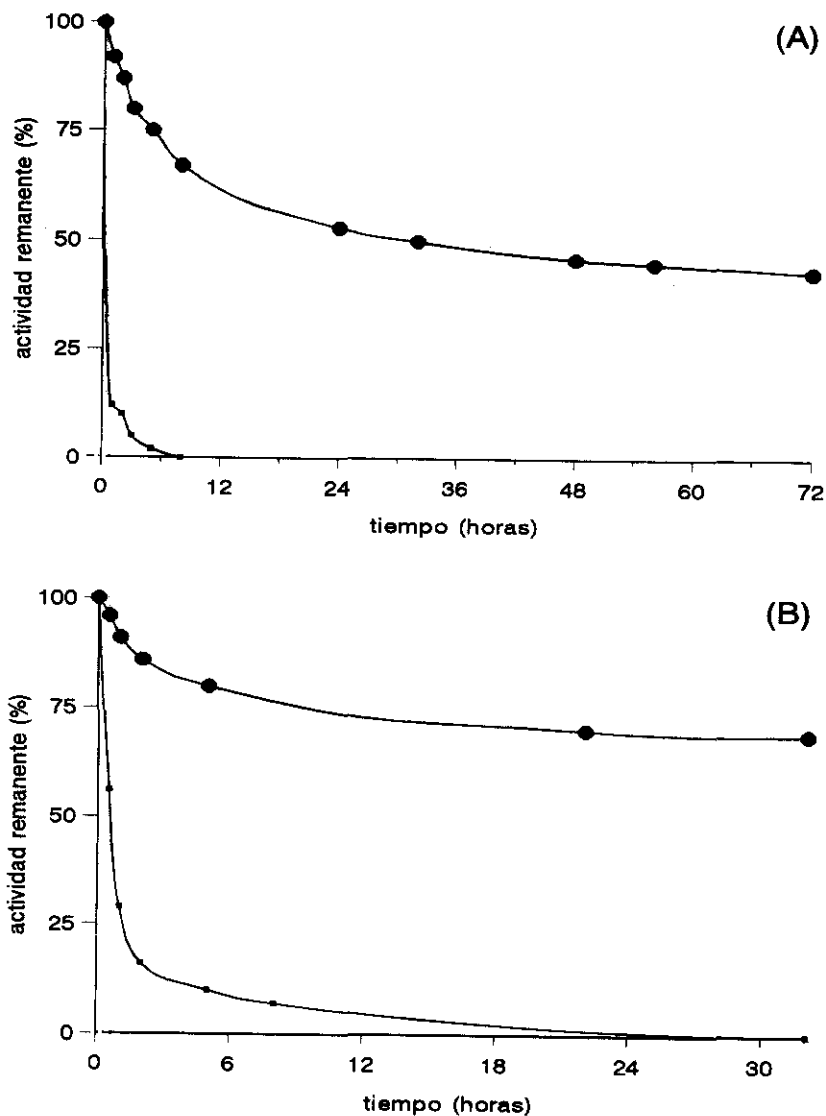 (A)
100
75
50
25
0
actividad remanente (%)
0 12 24 36 48 60 72
tiempo (horas)
(B)
100
75
50
25
0
actividad remanente (%)
0 6 12 18 24 30
tiempo (horas)